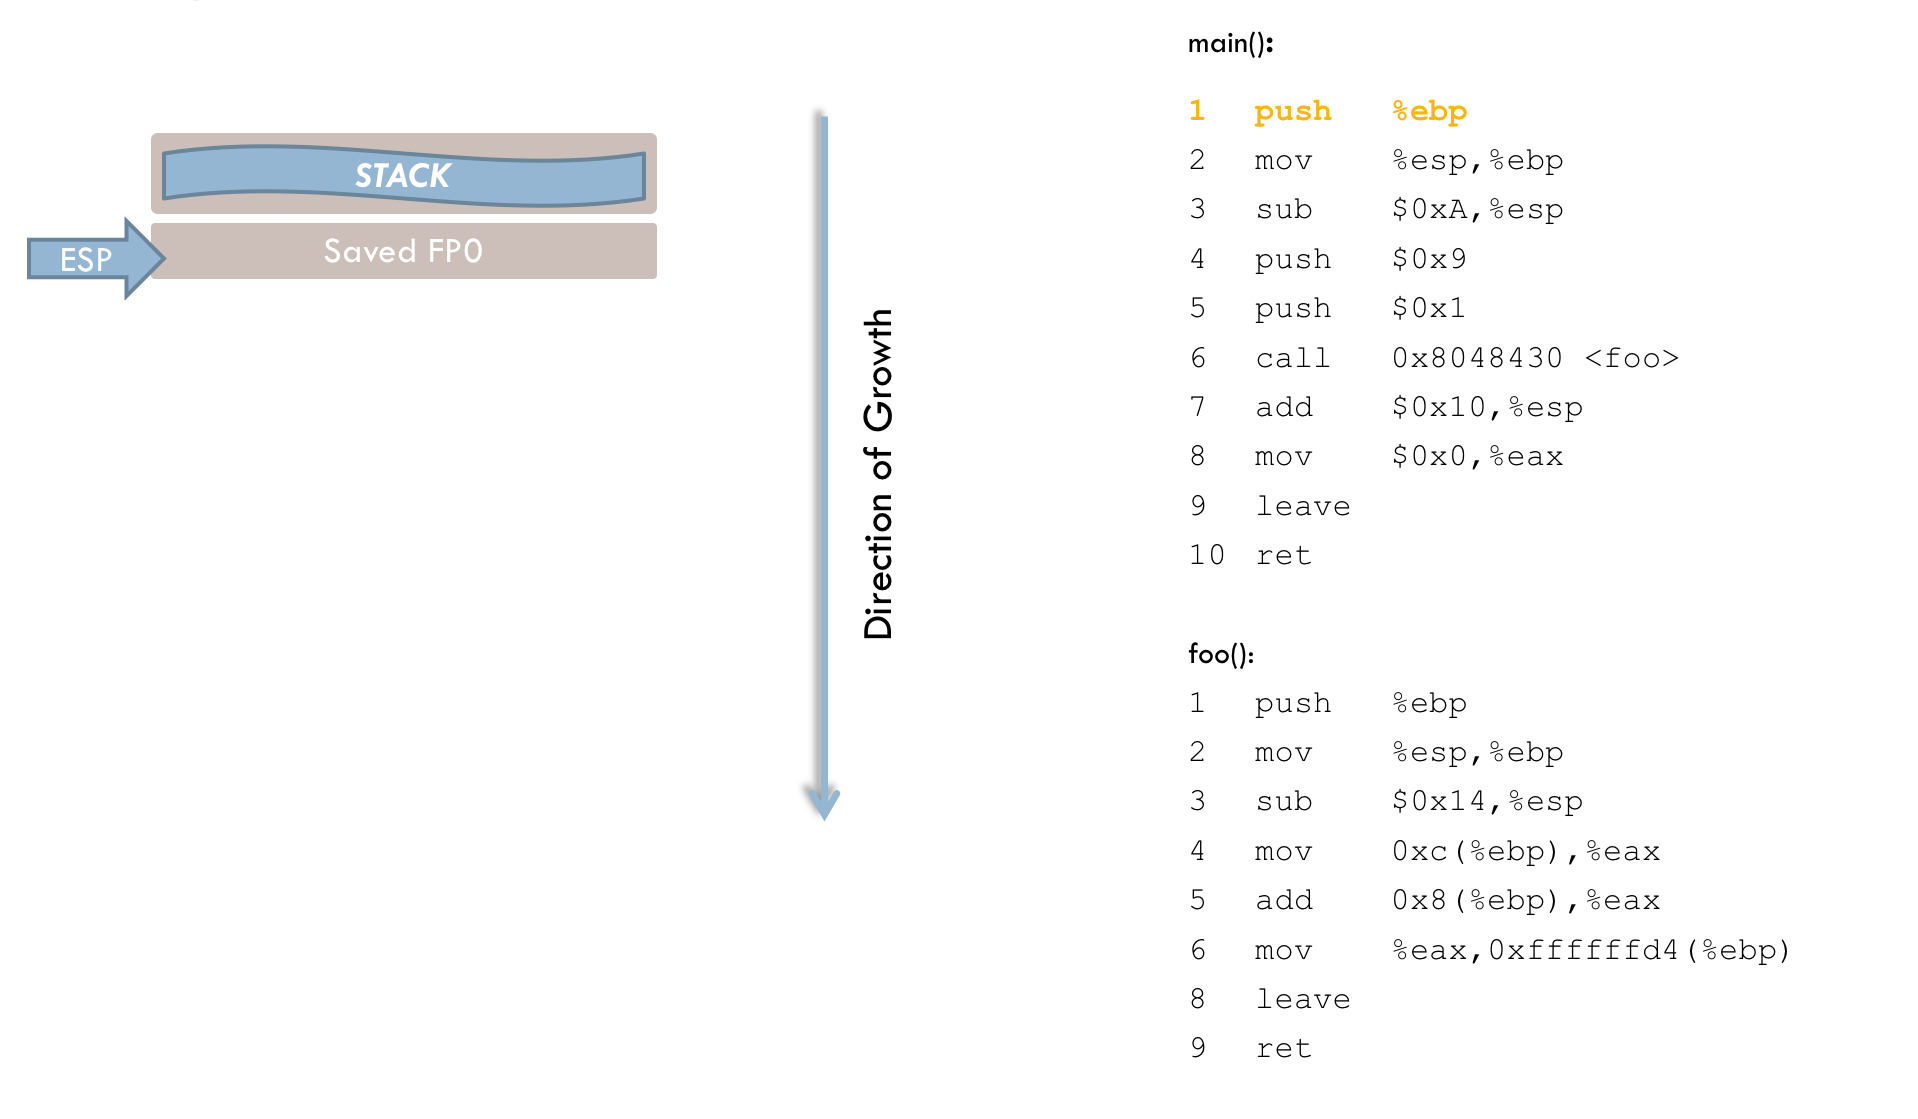 STACK
ESP
Saved FP0
Direction of Growth
main():
1 push %ebp
2 mov %esp,%ebp
3 sub $0xA,%esp
4 push $0x9
5 push $0x1
6 call 0x8048430 <foo>
7 add $0x10,%esp
8 mov $0x0,%eax
9 leave
10 ret
foo():
1 push %ebp
2 mov %esp,%ebp
3 sub $0x14,%esp
4 mov 0xc(%ebp),%eax
5 add 0x8(%ebp),%eax
6 mov %eax,0xffffffd4(%ebp)
8 leave
9 ret